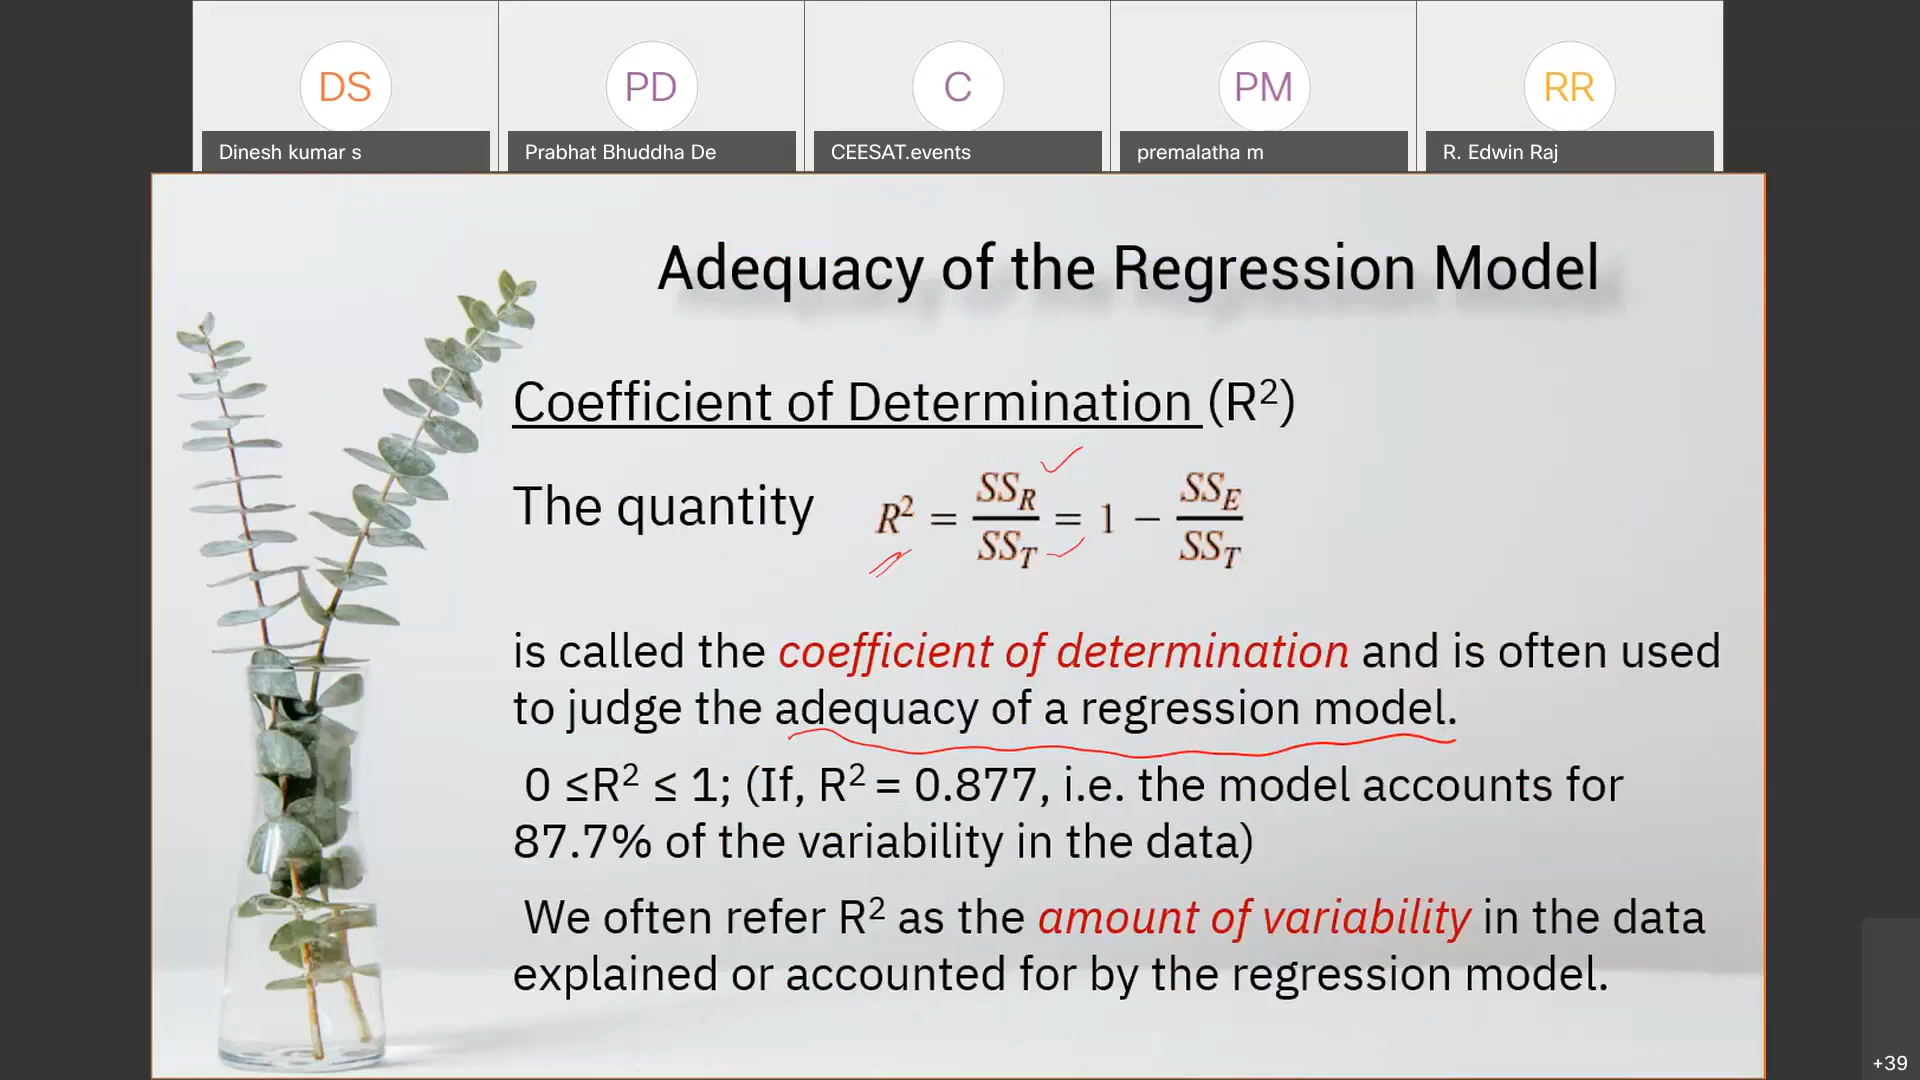 DS
PD
C
PM
RR
Dinesh kumar s
Prabhat Bhuddha De
CEESAT.events
premalatha m
R. Edwin Raj
Adequacy of the Regression Model
Coefficient of Determination (R²)
The quantity R² = SS_R / SS_T = 1 − SS_E / SS_T
is called the coefficient of determination and is often used
to judge the adequacy of a regression model.
0 ≤R² ≤ 1; (If, R² = 0.877, i.e. the model accounts for
87.7% of the variability in the data)
We often refer R² as the amount of variability in the data
explained or accounted for by the regression model.
+39